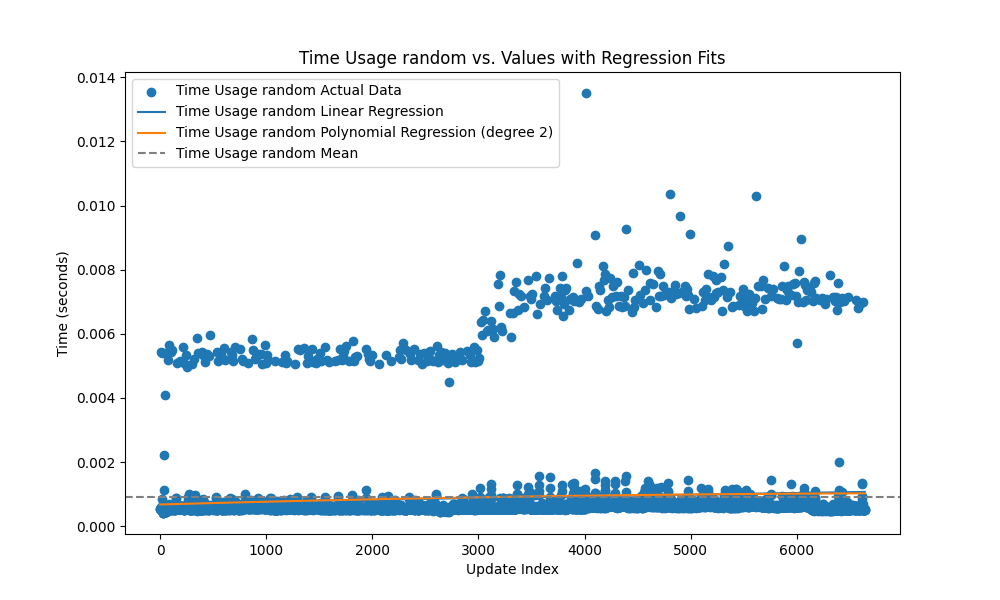 Time Usage random vs. Values with Regression Fits
Time Usage random Actual Data
Time Usage random Linear Regression
Time Usage random Polynomial Regression (degree 2)
Time Usage random Mean
Time (seconds)
0.014
0.012
0.010
0.008
0.006
0.004
0.002
0.000
0 1000 2000 3000 4000 5000 6000
Update Index